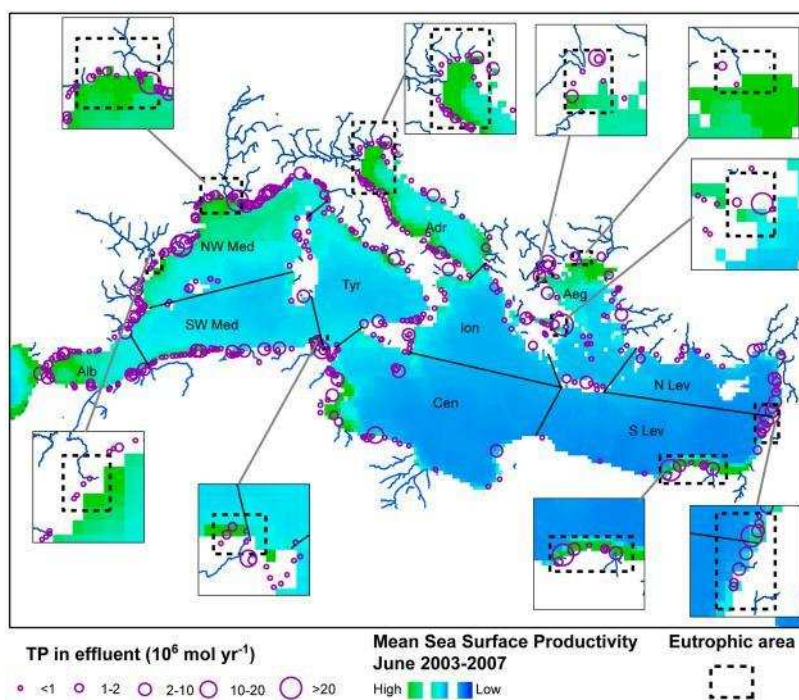 NW Med
Adr
Tyr
Aeg
SW Med
Ion
Alb
N Lev
Cen
S Lev
TP in effluent (10⁶ mol yr⁻¹)
<1 1-2 2-10 10-20 >20
Mean Sea Surface Productivity
June 2003-2007
High Low
Eutrophic area